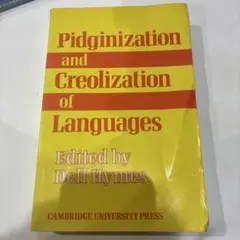 Pidginization
and
Creolization
of
Languages
Edited by
Dell Hymes
CAMBRIDGE UNIVERSITY PRESS